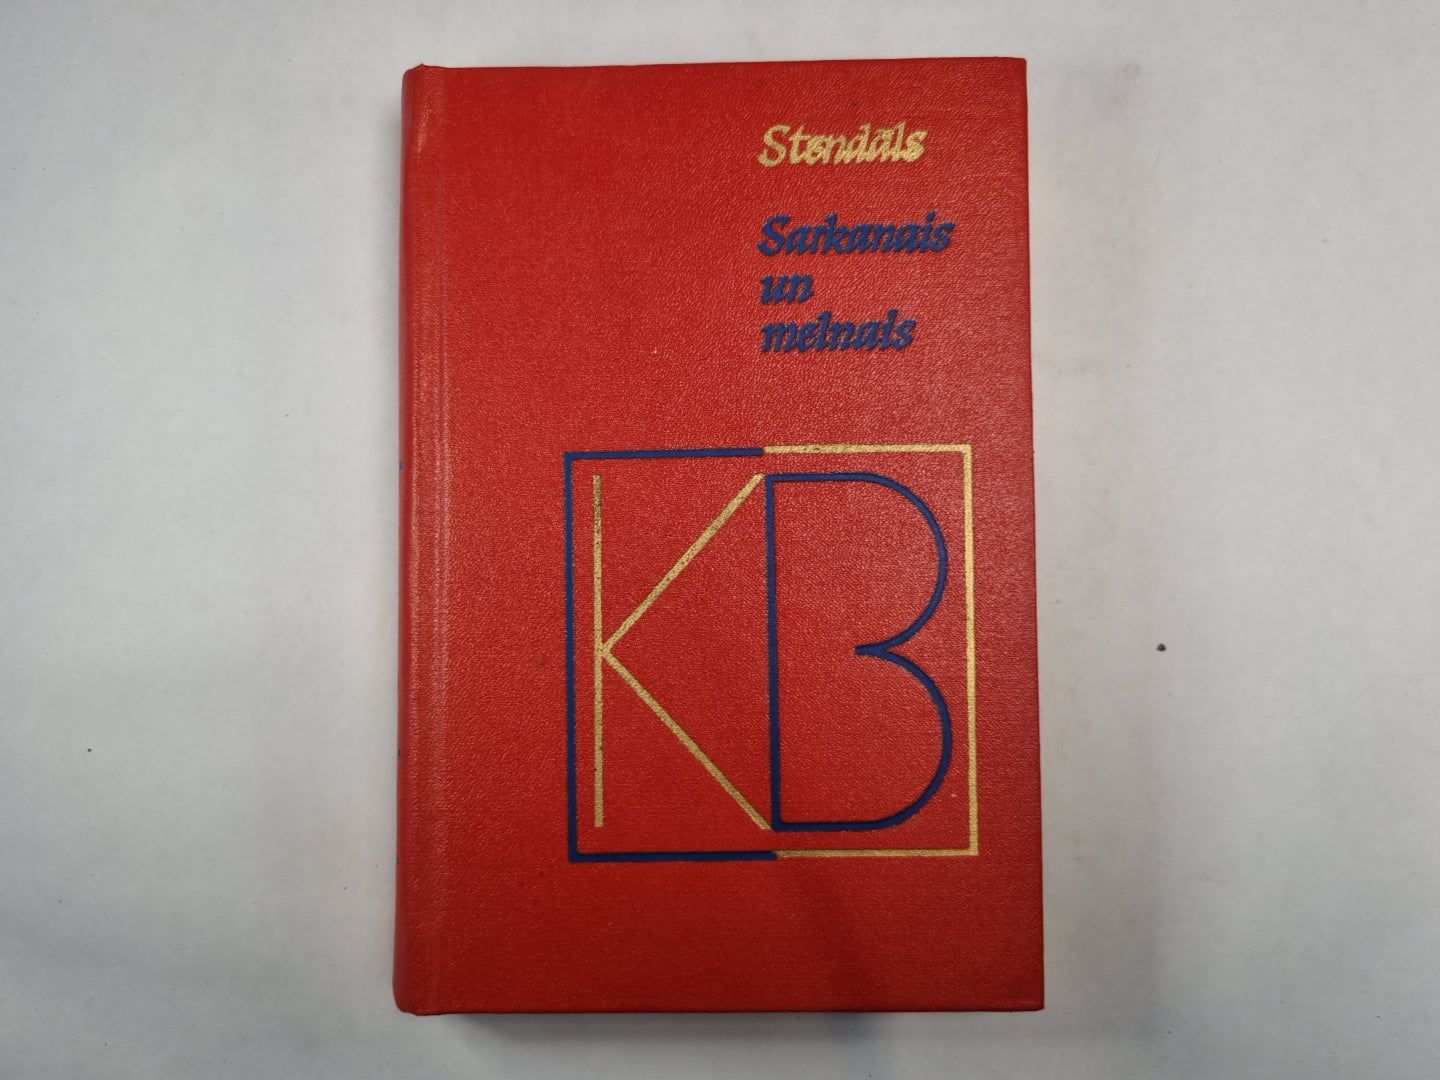 Stendāls
Sarkanais
un
melnais
KB